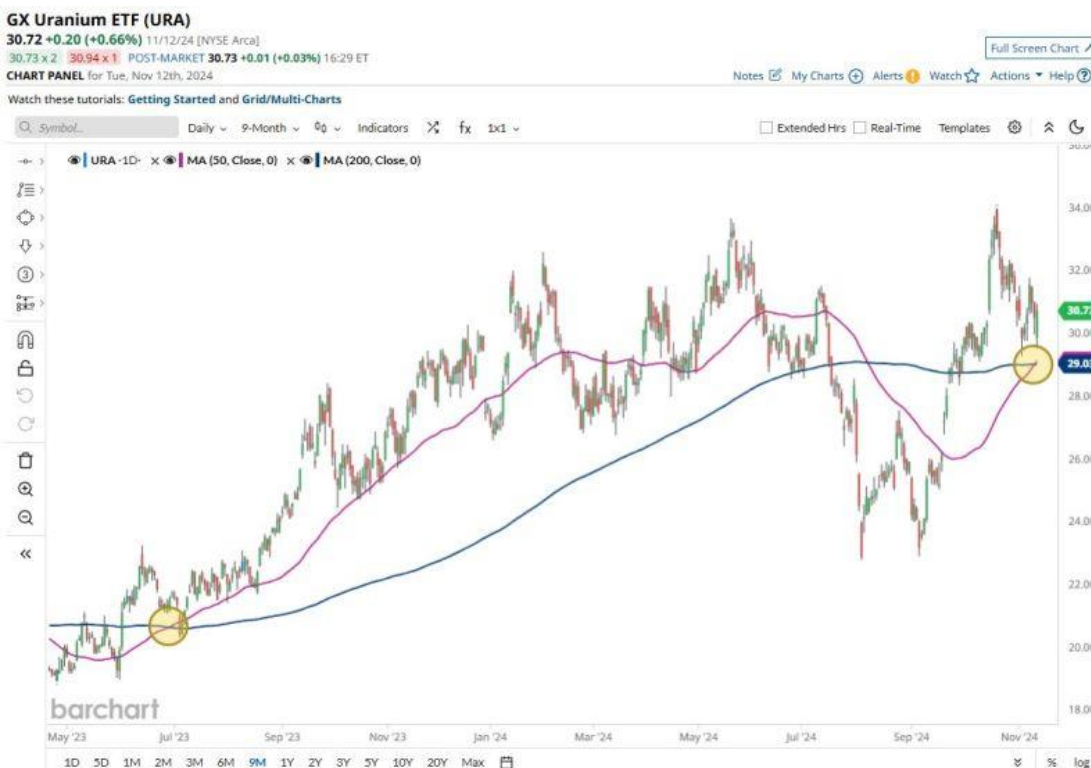 GX Uranium ETF (URA)
30.72 +0.20 (+0.66%) 11/12/24 [NYSE Arca]
30.73 x 2 30.94 x 1 POST-MARKET 30.73 +0.01 (+0.03%) 16:29 ET
Full Screen Chart
CHART PANEL for Tue, Nov 12th, 2024
Notes My Charts Alerts Watch Actions Help
Watch these tutorials: Getting Started and Grid/Multi-Charts
Symbol... Daily 9-Month Indicators fx 1x1 Extended Hrs Real-Time Templates
URA -1D- MA (50, Close, 0) MA (200, Close, 0)
34.00
32.00
30.72
30.00
29.03
28.00
26.00
24.00
22.00
20.00
18.00
barchart
May '23 Jul '23 Sep '23 Nov '23 Jan '24 Mar '24 May '24 Jul '24 Sep '24 Nov '24
1D 5D 1M 2M 3M 6M 9M 1Y 2Y 3Y 5Y 10Y 20Y Max % log